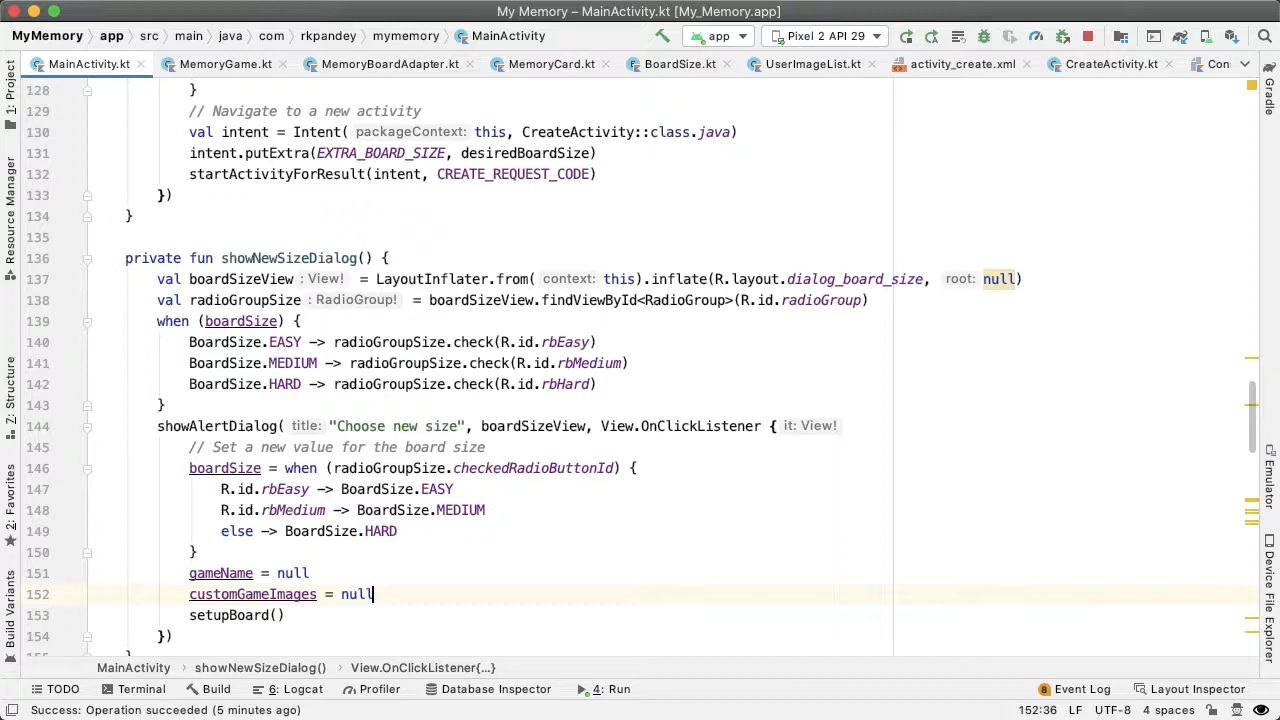 My Memory – MainActivity.kt [My_Memory.app]
MyMemory app src main java com rkpandey mymemory MainActivity app Pixel 2 API 29
MainActivity.kt MemoryGame.kt MemoryBoardAdapter.kt MemoryCard.kt BoardSize.kt UserImageList.kt activity_create.xml CreateActivity.kt Con
1: Project
Resource Manager
Z: Structure
2: Favorites
Build Variants
128 }
129 // Navigate to a new activity
130 val intent = Intent( packageContext: this, CreateActivity::class.java)
131 intent.putExtra(EXTRA_BOARD_SIZE, desiredBoardSize)
132 startActivityForResult(intent, CREATE_REQUEST_CODE)
133 })
134 }
135
136 private fun showNewSizeDialog() {
137 val boardSizeView : View! = LayoutInflater.from( context: this).inflate(R.layout.dialog_board_size, root: null)
138 val radioGroupSize : RadioGroup! = boardSizeView.findViewById<RadioGroup>(R.id.radioGroup)
139 when (boardSize) {
140 BoardSize.EASY -> radioGroupSize.check(R.id.rbEasy)
141 BoardSize.MEDIUM -> radioGroupSize.check(R.id.rbMedium)
142 BoardSize.HARD -> radioGroupSize.check(R.id.rbHard)
143 }
144 showAlertDialog( title: "Choose new size", boardSizeView, View.OnClickListener { it: View!
145 // Set a new value for the board size
146 boardSize = when (radioGroupSize.checkedRadioButtonId) {
147 R.id.rbEasy -> BoardSize.EASY
148 R.id.rbMedium -> BoardSize.MEDIUM
149 else -> BoardSize.HARD
150 }
151 gameName = null
152 customGameImages = null
153 setupBoard()
154 })
Gradle
Emulator
Device File Explorer
MainActivity showNewSizeDialog() View.OnClickListener{...}
TODO Terminal Build 6: Logcat Profiler Database Inspector 4: Run 8 Event Log Layout Inspector
Success: Operation succeeded (5 minutes ago) 152:36 LF UTF-8 4 spaces